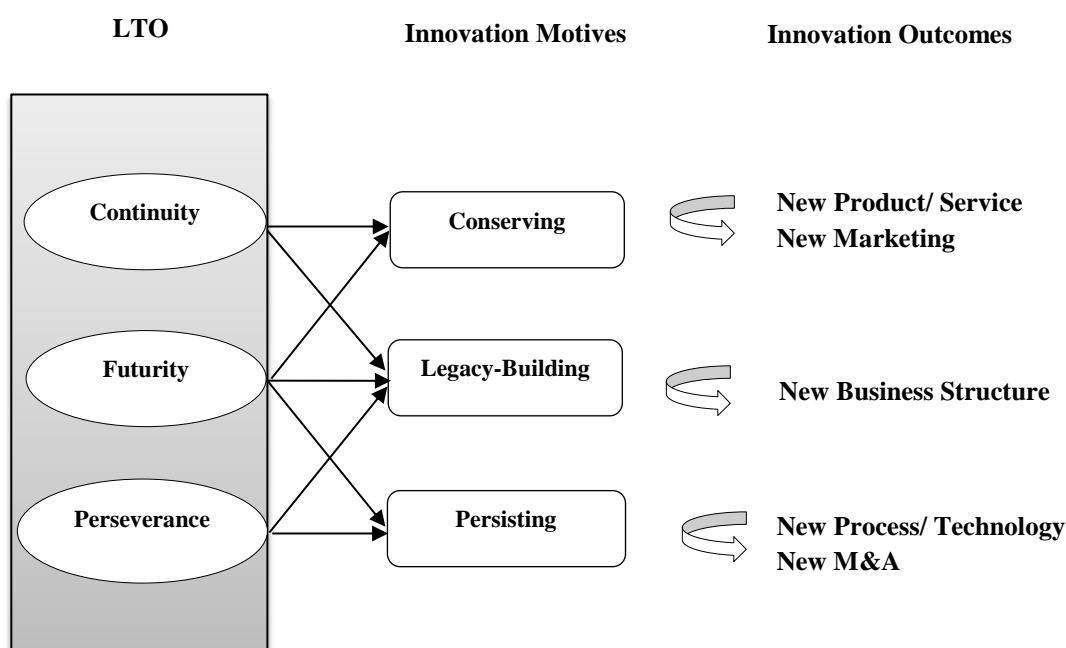 LTO
Innovation Motives
Innovation Outcomes
Continuity
Conserving
New Product/ Service
New Marketing
Futurity
Legacy-Building
New Business Structure
Perseverance
Persisting
New Process/ Technology
New M&A